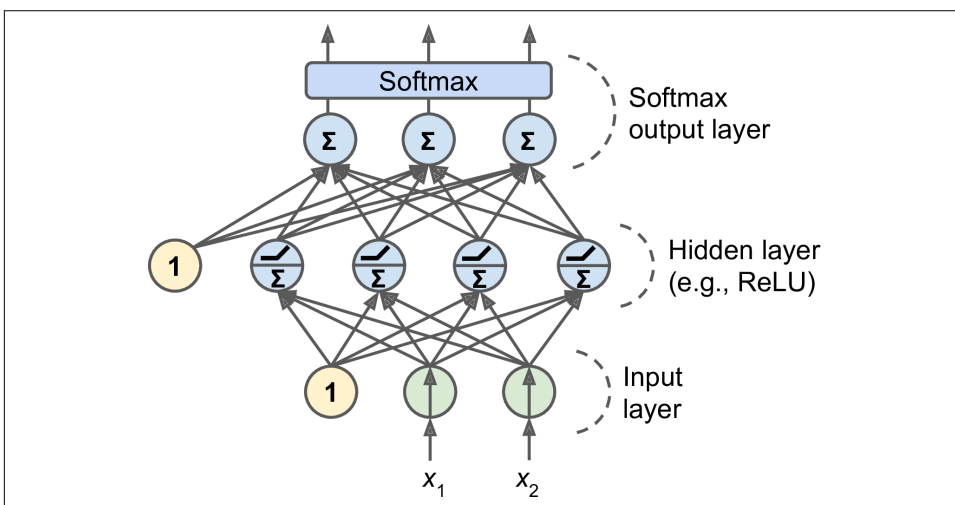 Softmax
Softmax
output layer
Σ Σ Σ
1
Σ Σ Σ Σ
Hidden layer
(e.g., ReLU)
1
Input
layer
x1 x2